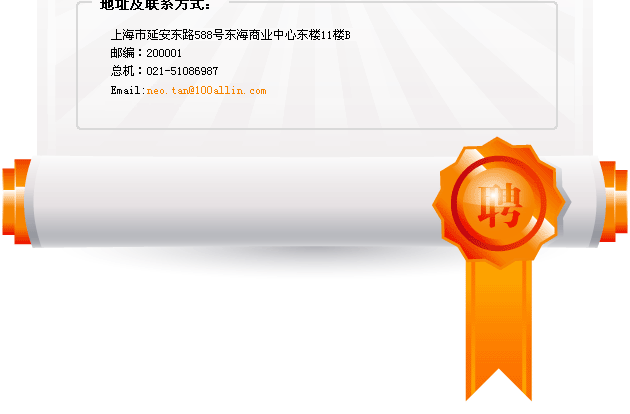 地址及联系方式：
上海市延安东路588号东海商业中心东楼11楼B
邮编：200001
总机：021-51086987
Email:neo.tan@100allin.com
聘